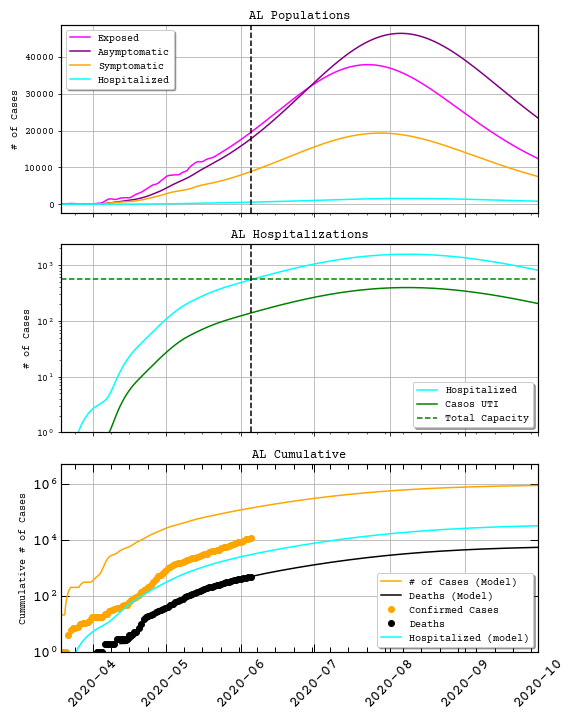 AL Populations
# of Cases
40000
30000
20000
10000
0
Exposed
Asymptomatic
Symptomatic
Hospitalized
AL Hospitalizations
# of Cases
10³
10²
10¹
10⁰
Hospitalized
Casos UTI
Total Capacity
AL Cumulative
Cummulative # of Cases
10⁶
10⁴
10²
10⁰
# of Cases (Model)
Deaths (Model)
Confirmed Cases
Deaths
Hospitalized (model)
2020-04
2020-05
2020-06
2020-07
2020-08
2020-09
2020-10